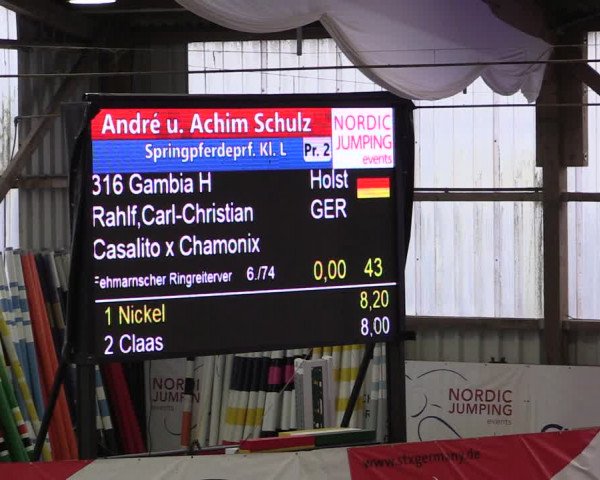 André u. Achim Schulz
NORDIC
JUMPING
events
Springpferdeprf. Kl. L
Pr. 2
316 Gambia H Holst
Rahlf,Carl-Christian GER
Casalito x Chamonix
Fehmarnscher Ringreiterver 6./74 0,00 43
1 Nickel 8,20
2 Claas 8,00
NORDIC
JUMPING
events
NORDIC
JUMPING
events
www.stxgermany.de